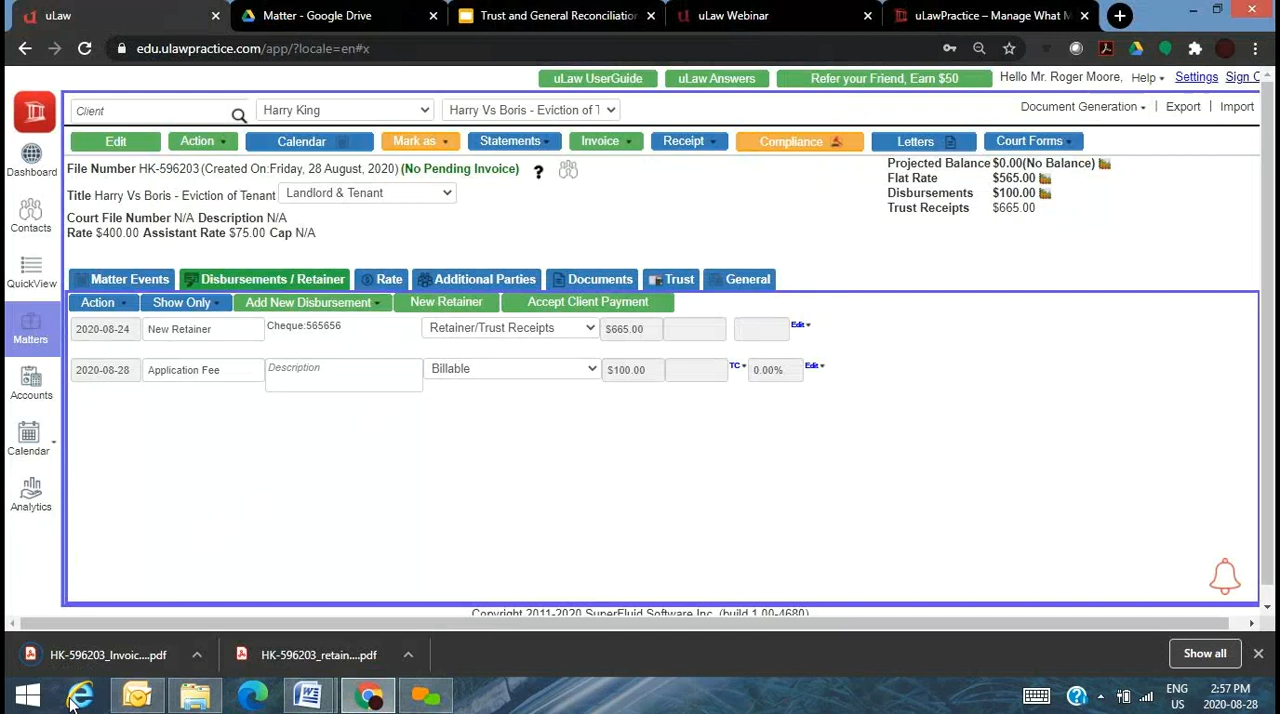 uLaw
Matter - Google Drive
Trust and General Reconciliation
uLaw Webinar
uLawPractice – Manage What M
edu.ulawpractice.com/app/?locale=en#x
uLaw UserGuide
uLaw Answers
Refer your Friend, Earn $50
Hello Mr. Roger Moore,
Help
Settings
Sign O
Client
Harry King
Harry Vs Boris - Eviction of T
Document Generation
Export
Import
Edit
Action
Calendar
Mark as
Statements
Invoice
Receipt
Compliance
Letters
Court Forms
File Number HK-596203 (Created On:Friday, 28 August, 2020) (No Pending Invoice) ?
Title Harry Vs Boris - Eviction of Tenant Landlord & Tenant
Court File Number N/A Description N/A
Rate $400.00 Assistant Rate $75.00 Cap N/A
Projected Balance $0.00(No Balance)
Flat Rate $565.00
Disbursements $100.00
Trust Receipts $665.00
Dashboard
Contacts
QuickView
Matters
Accounts
Calendar
Analytics
Matter Events
Disbursements / Retainer
Rate
Additional Parties
Documents
Trust
General
Action
Show Only
Add New Disbursement
New Retainer
Accept Client Payment
2020-08-24 New Retainer Cheque:565656 Retainer/Trust Receipts $665.00 Edit
2020-08-28 Application Fee Description Billable $100.00 TC 0.00% Edit
Copyright 2011-2020 SuperFluid Software Inc. (build 1.00-4680)
HK-596203_Invoic....pdf
HK-596203_retain....pdf
Show all
ENG
US
2:57 PM
2020-08-28